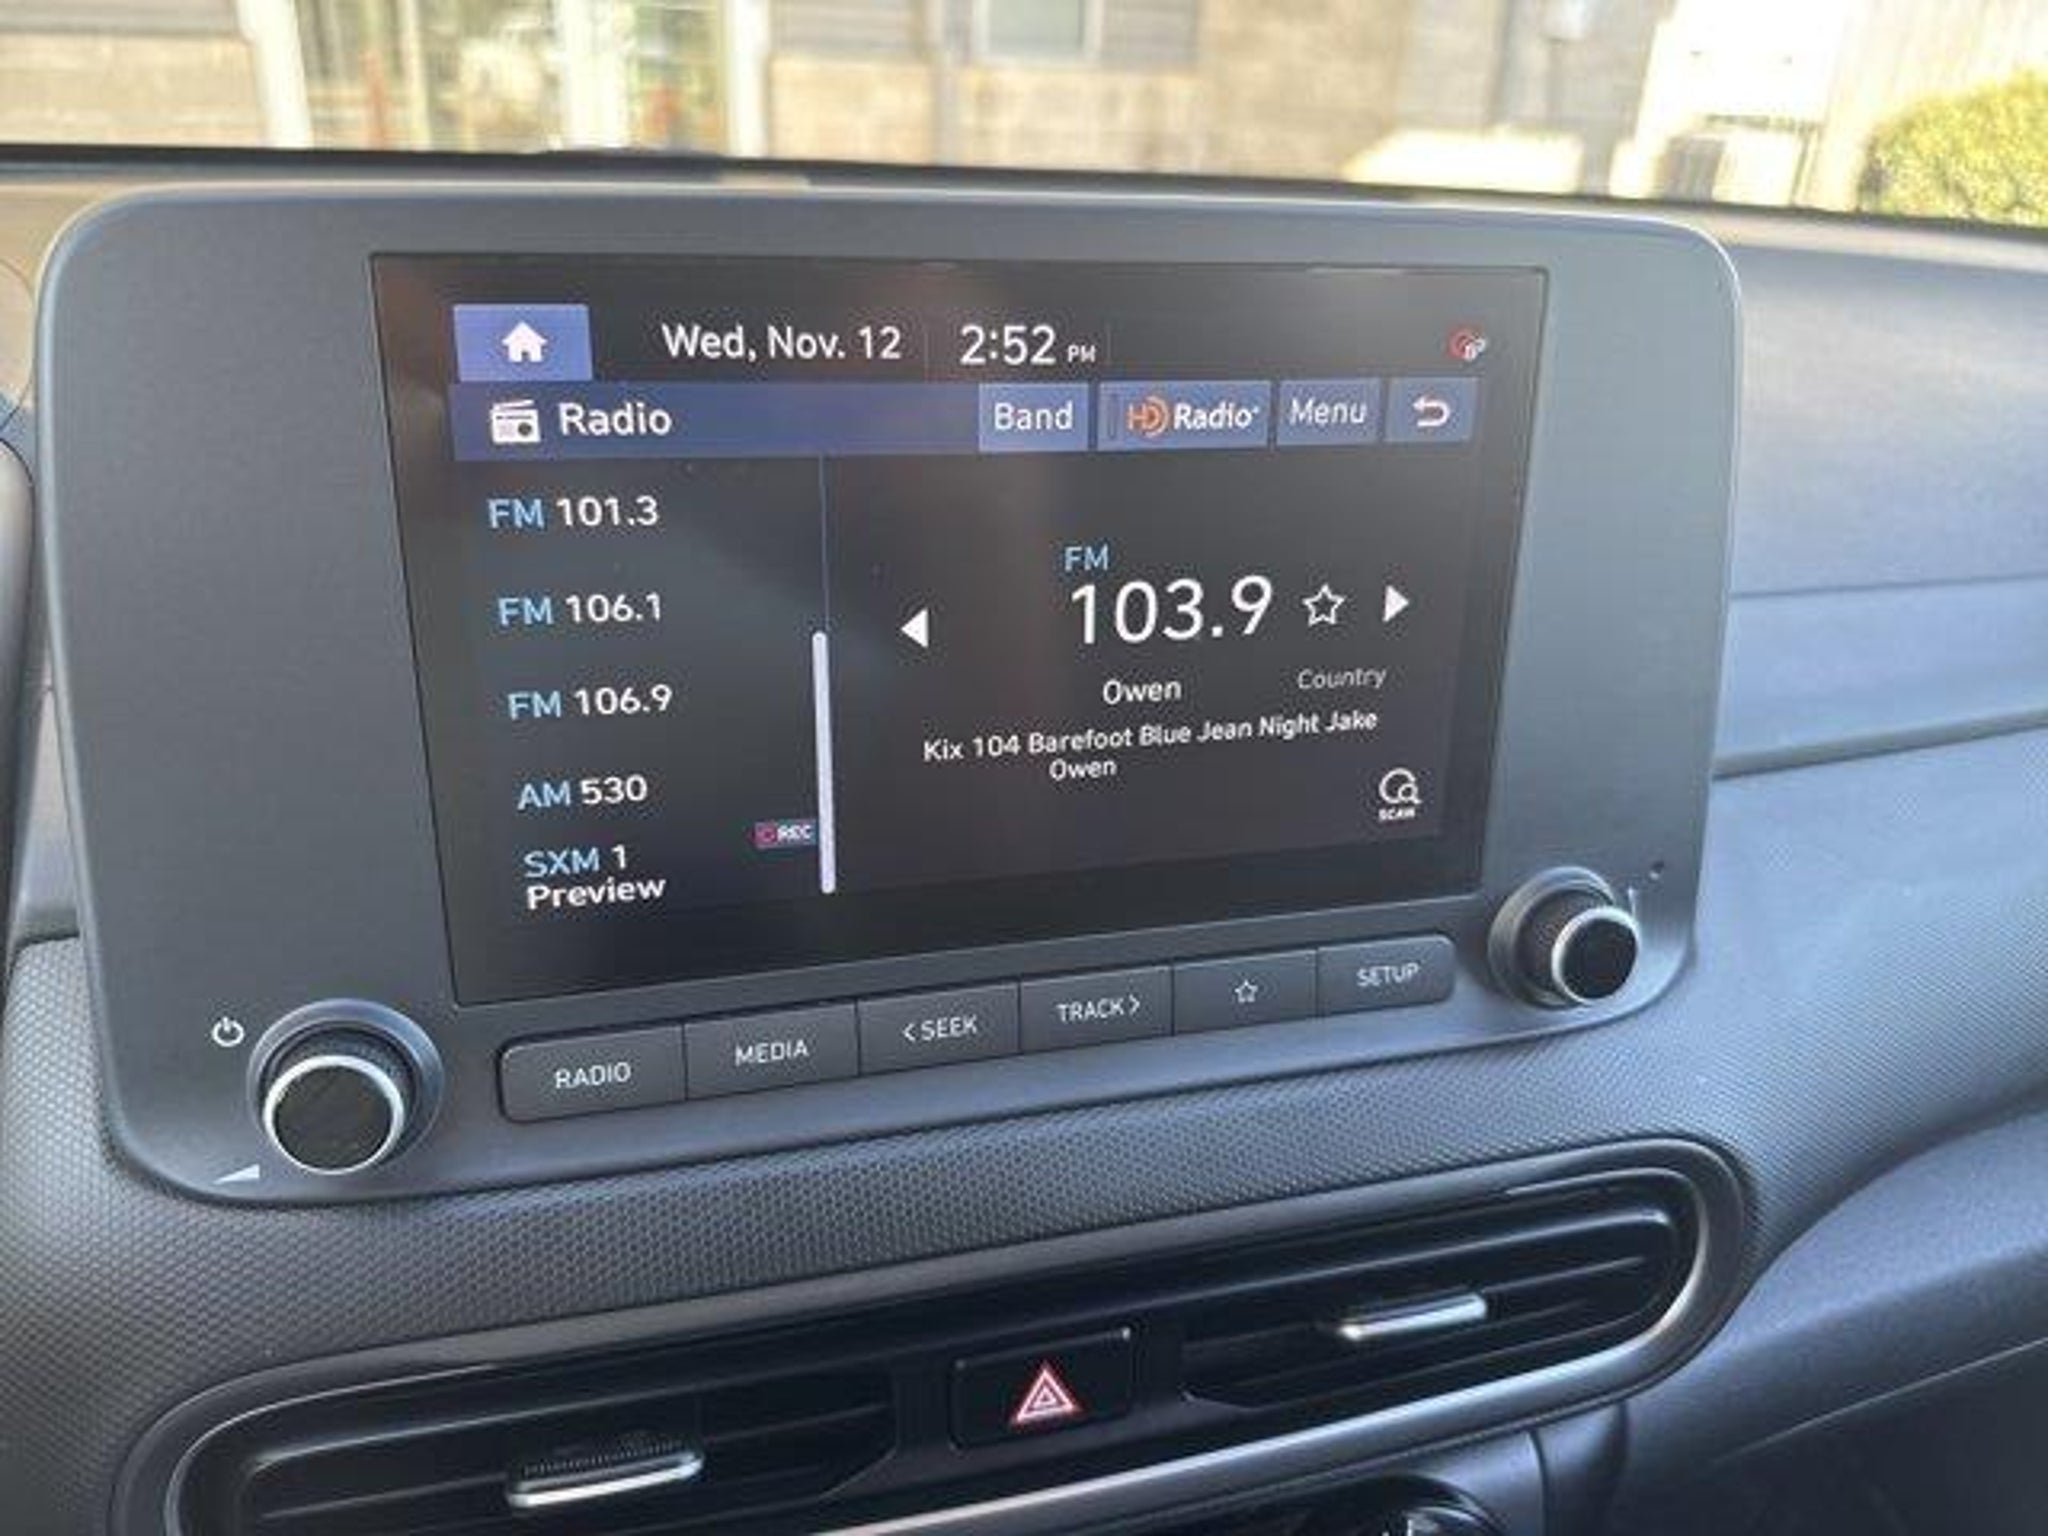 Wed, Nov. 12 2:52 PM
Radio Band HD Radio Menu
FM 101.3
FM 106.1
FM 106.9
AM 530
REC
SXM 1
Preview
FM
103.9
Owen Country
Kix 104 Barefoot Blue Jean Night Jake
Owen
SCAN
RADIO MEDIA < SEEK TRACK > SETUP